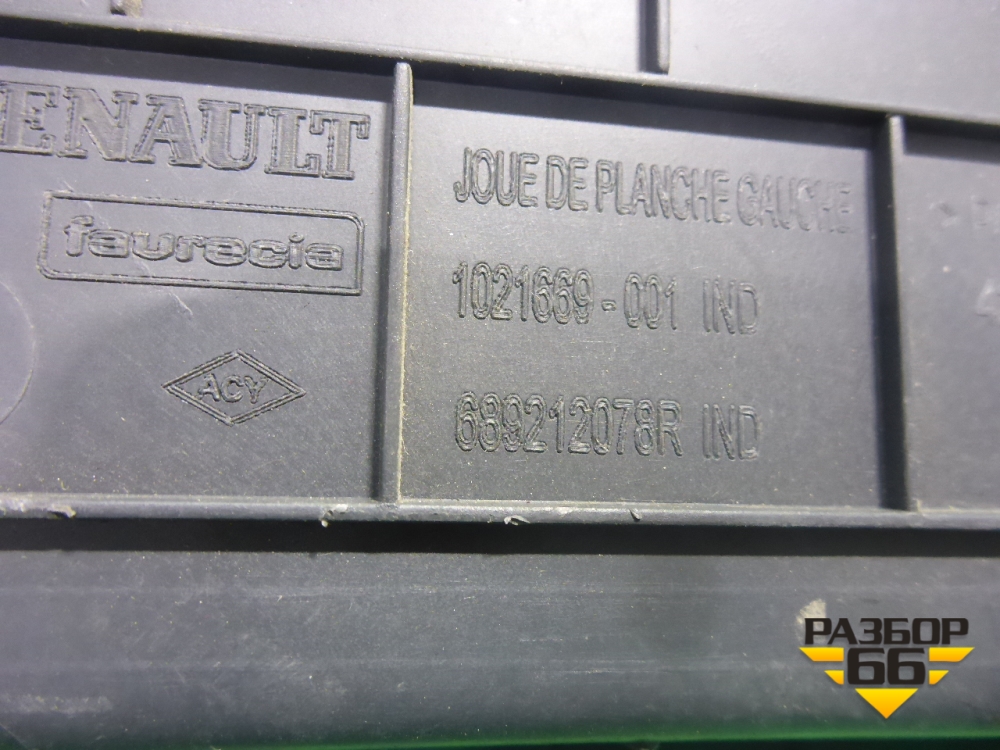 ENAULT
faurecia
ACY
JOUE DE PLANCHE GAUCHE
1021669-001 IND
689212078R IND
РАЗБОР
66